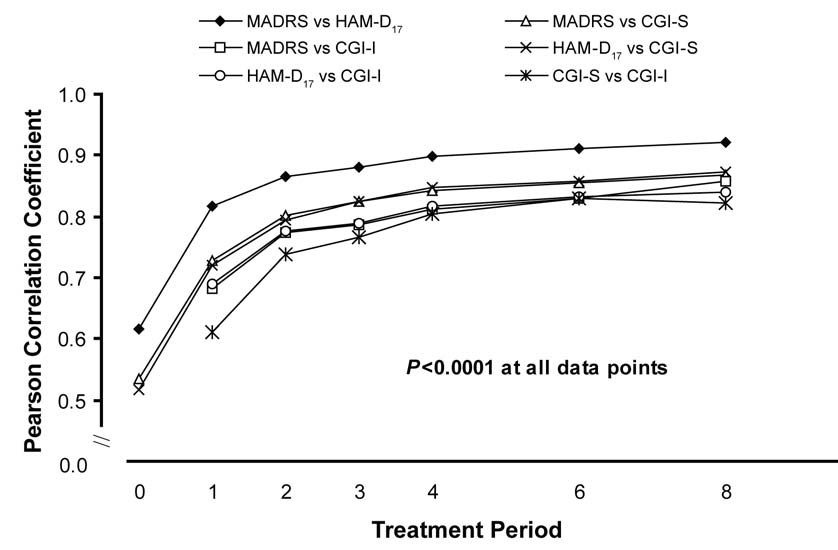 MADRS vs HAM-D17
MADRS vs CGI-S
MADRS vs CGI-I
HAM-D17 vs CGI-S
HAM-D17 vs CGI-I
CGI-S vs CGI-I
Pearson Correlation Coefficient
1.0
0.9
0.8
0.7
0.6
0.5
0.0
P<0.0001 at all data points
0 1 2 3 4 6 8
Treatment Period